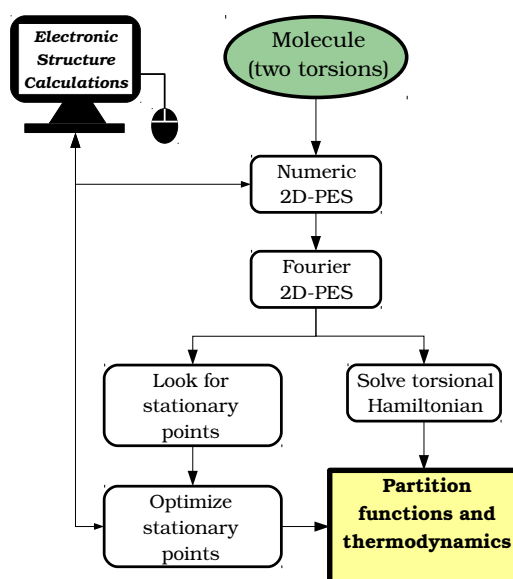 Electronic
Structure
Calculations
Molecule
(two torsions)
Numeric
2D-PES
Fourier
2D-PES
Look for
stationary
points
Solve torsional
Hamiltonian
Optimize
stationary
points
Partition
functions and
thermodynamics